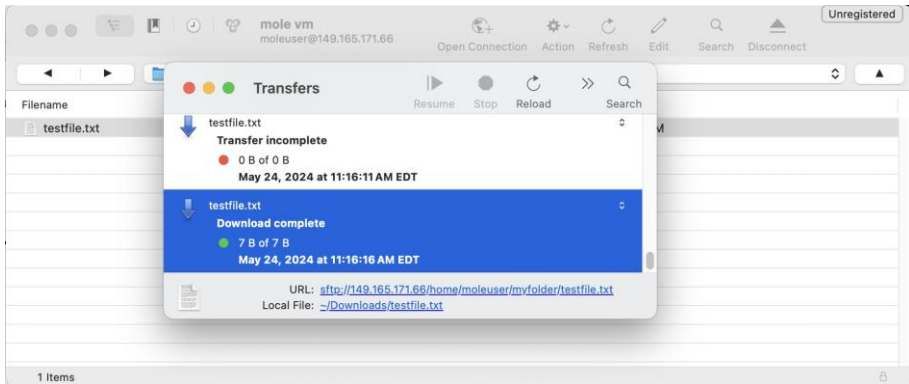 mole vm
moleuser@149.165.171.66
Open Connection Action Refresh Edit Search Disconnect
Unregistered
Filename
testfile.txt
Transfers
Resume Stop Reload Search
testfile.txt
Transfer incomplete
0 B of 0 B
May 24, 2024 at 11:16:11 AM EDT
testfile.txt
Download complete
7 B of 7 B
May 24, 2024 at 11:16:16 AM EDT
URL: sftp://149.165.171.66/home/moleuser/myfolder/testfile.txt
Local File: ~/Downloads/testfile.txt
1 Items